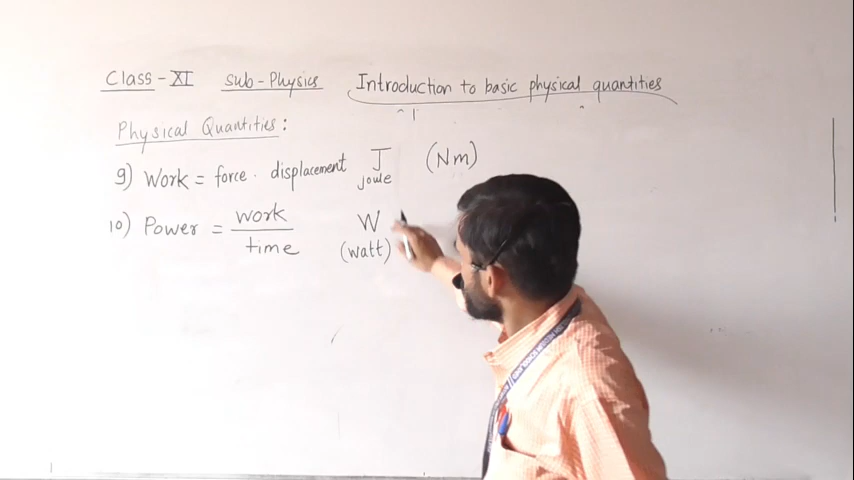 Class-XI Sub-Physics Introduction to basic physical quantities
Physical Quantities:
9) Work = force . displacement J (Nm)
joule
10) Power = work W
time (watt)